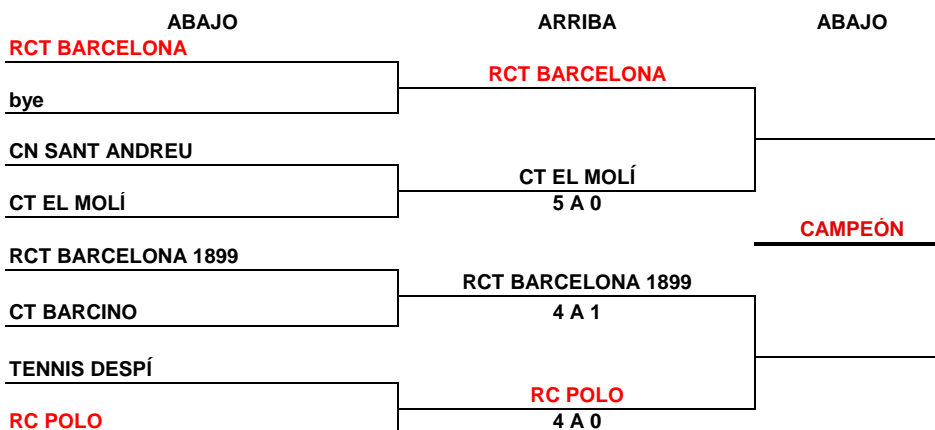 ABAJO ARRIBA ABAJO
RCT BARCELONA
RCT BARCELONA
bye
CN SANT ANDREU
CT EL MOLÍ
CT EL MOLÍ
5 A 0
CAMPEÓN
RCT BARCELONA 1899
RCT BARCELONA 1899
CT BARCINO
4 A 1
TENNIS DESPÍ
RC POLO
RC POLO
4 A 0